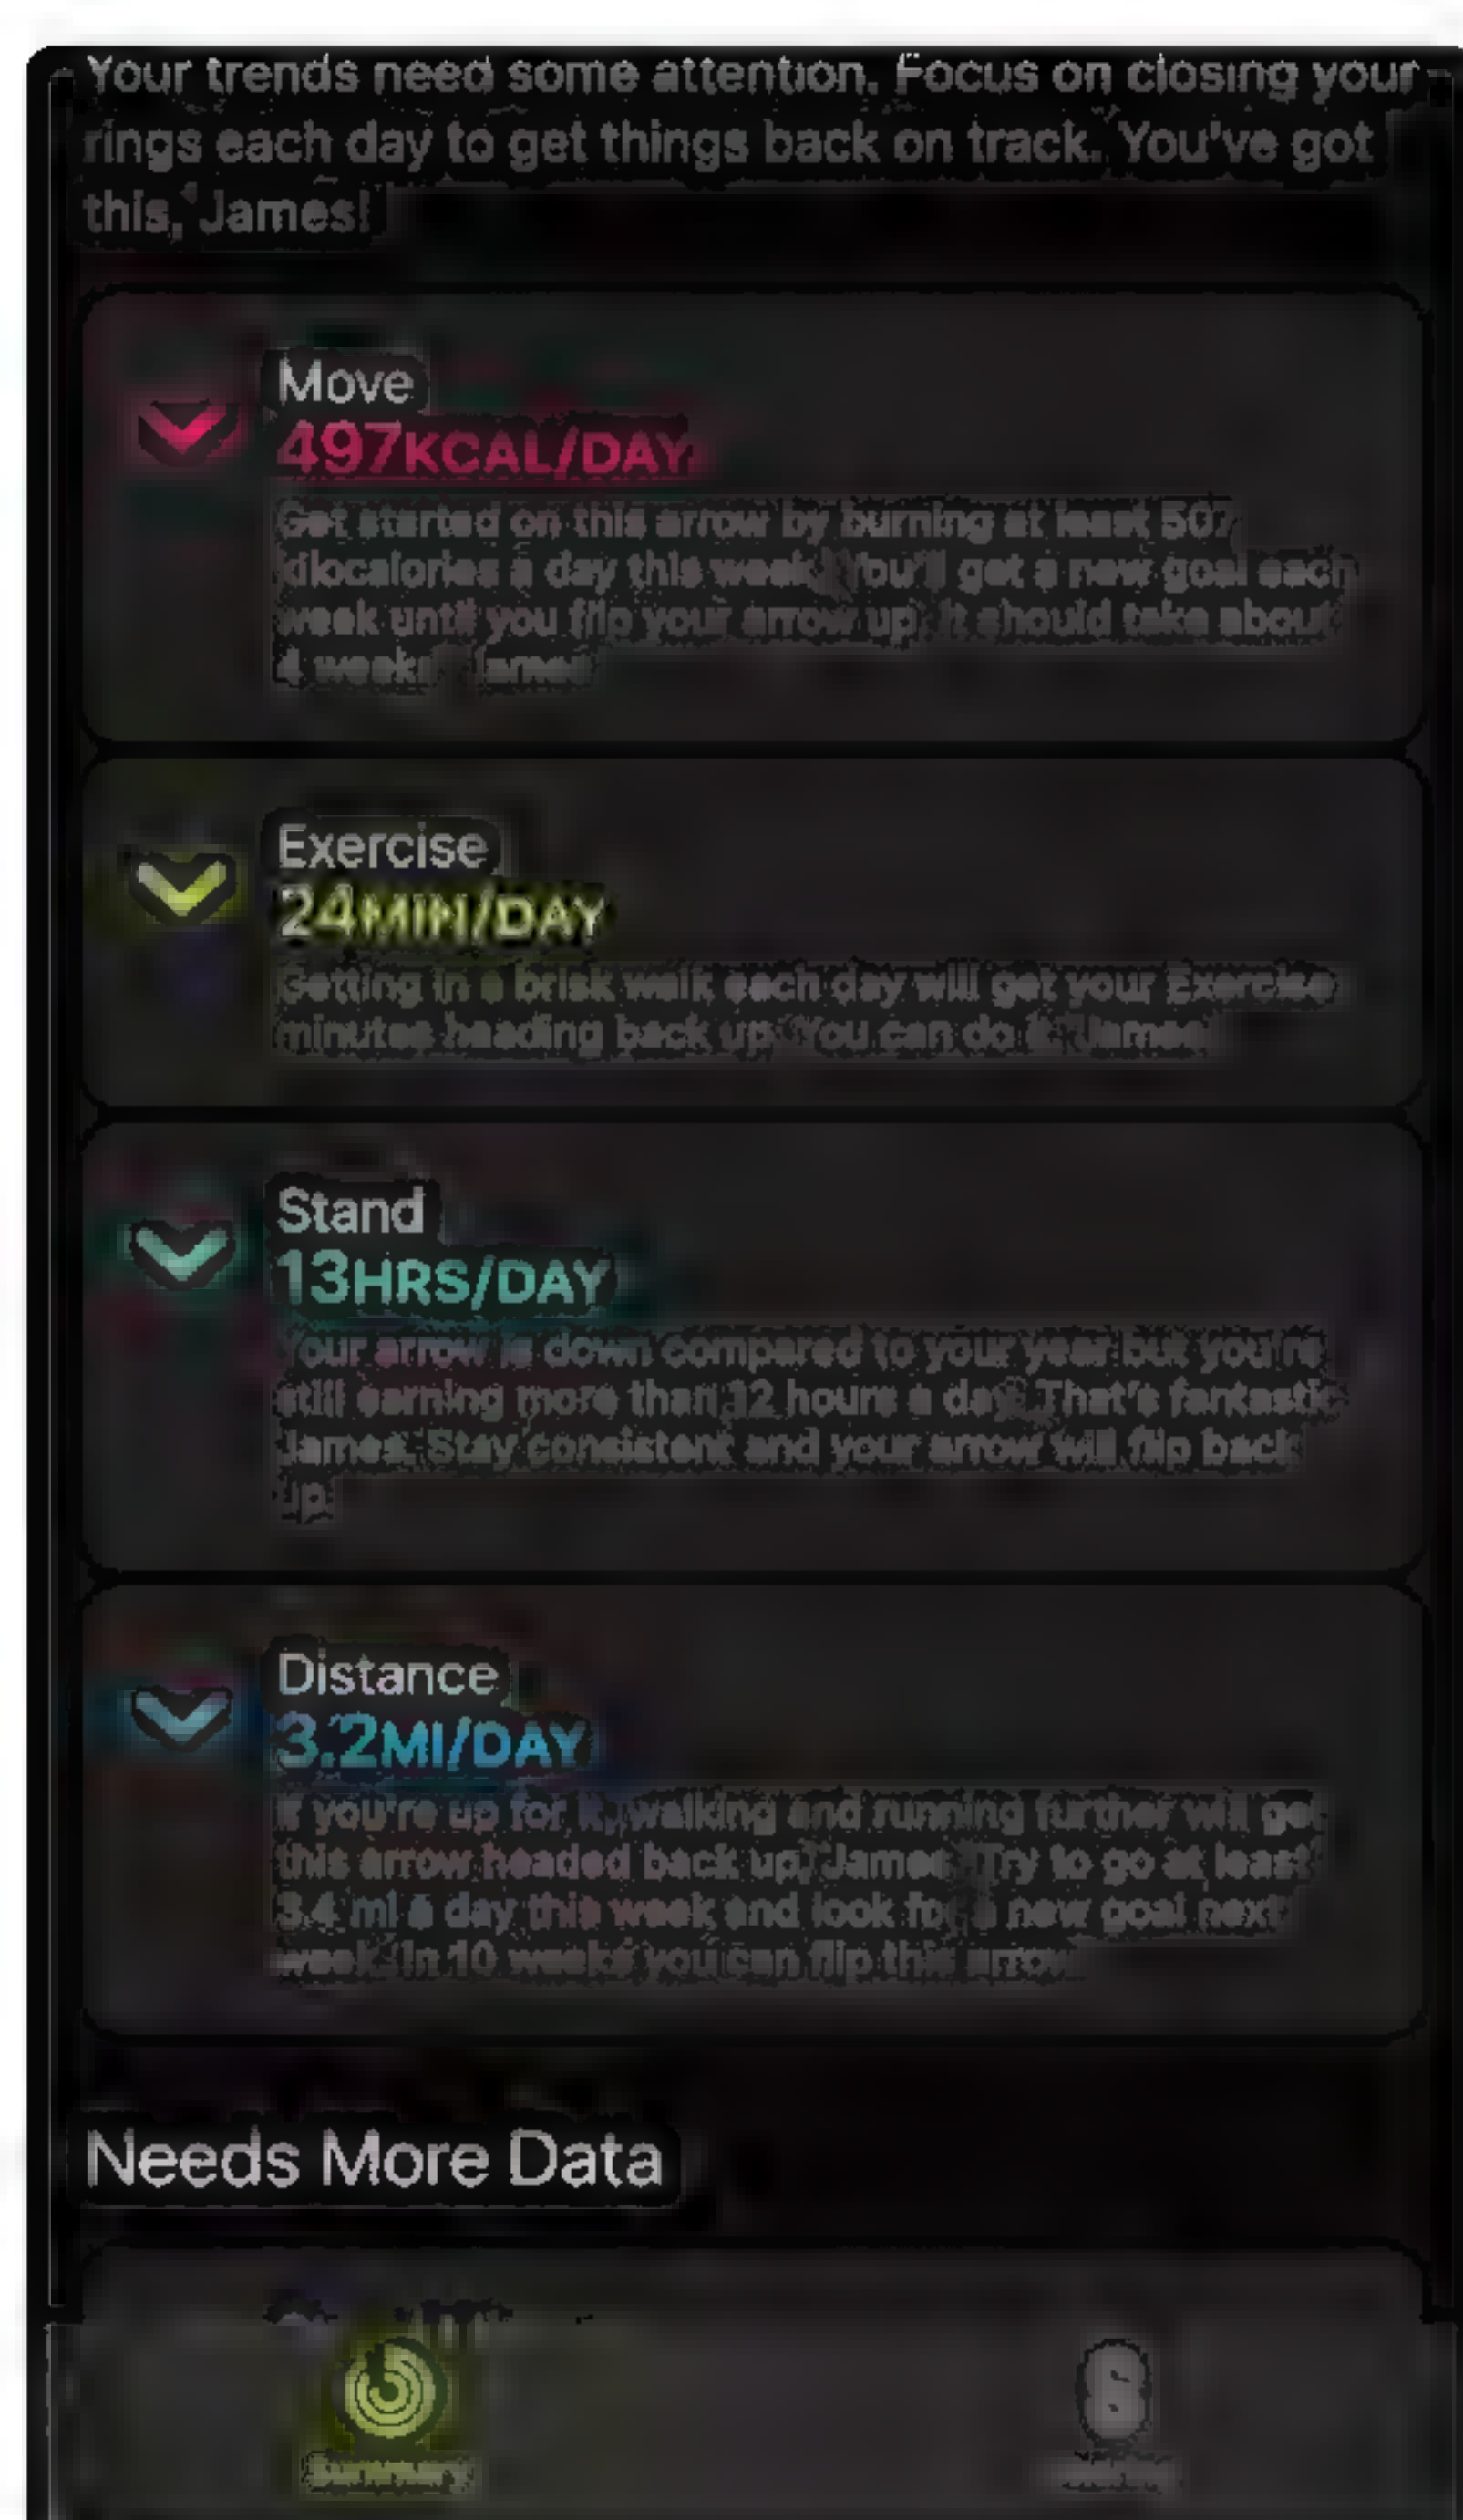 Your trends need some attention. Focus on closing your
rings each day to get things back on track. You've got
this, James!
Move
497KCAL/DAY
Get started on this arrow by burning at least 507
kilocalories a day this week. You'll get a new goal each
week until you flip your arrow up. It should take about
4 weeks, James.
Exercise
24MIN/DAY
Getting in a brisk walk each day will get your Exercise
minutes heading back up. You can do it, James.
Stand
13HRS/DAY
Your arrow is down compared to your year but you're
still earning more than 12 hours a day. That's fantastic
James. Stay consistent and your arrow will flip back
up.
Distance
3.2MI/DAY
If you're up for it, walking and running further will get
this arrow headed back up, James. Try to go at least
3.4 mi a day this week and look for a new goal next
week. In 10 weeks you can flip this arrow.
Needs More Data
Summary